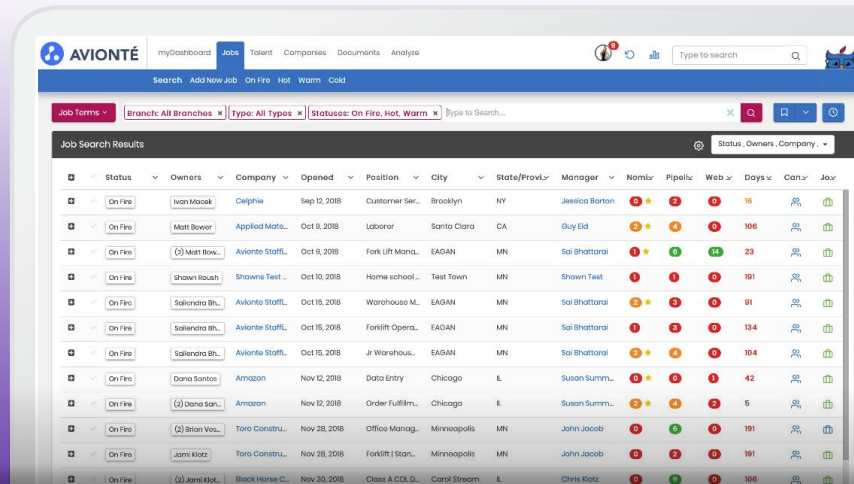 AVIONTÉ myDashboard Jobs Talent Companies Documents Analyze 9 Type to search
Search Add New Job On Fire Hot Warm Cold
Job Terms Branch: All Branches × Type: All Types × Statuses: On Fire, Hot, Warm × Type to Search...
Job Search Results Status , Owners , Company ,
Status Owners Company Opened Position City State/Provi.. Manager Nomi Pipeli Web Days Can.. Jo..
On Fire Ivan Macek Celphie Sep 12, 2018 Customer Ser... Brooklyn NY Jessica Barton 0 2 0 16
On Fire Matt Bower Applied Mate... Oct 9, 2018 Laboror Santa Clara CA Guy Eid 2 4 0 106
On Fire (2) Matt Bow... Avionte Staffi... Oct 9, 2018 Fork Lift Mana... EAGAN MN Sai Bhattarai 1 6 14 23
On Fire Shawn Roush Shawns Test ... Oct 10, 2018 Home school ... Test Town MN Shawn Test 1 1 0 191
On Fire Sailendra Bh... Avionte Staffi... Oct 15, 2018 Warehouse M... EAGAN MN Sai Bhattarai 2 3 0 91
On Fire Sailendra Bh... Avionte Staffi... Oct 15, 2018 Forklift Opera... EAGAN MN Sai Bhattarai 1 3 0 134
On Fire Sailendra Bh... Avionte Staffi... Oct 15, 2018 Jr Warehous... EAGAN MN Sai Bhattarai 2 4 0 104
On Fire Dana Santos Amazon Nov 12, 2018 Data Entry Chicago IL Susan Summ... 0 0 1 42
On Fire (2) Dana San... Amazon Nov 12, 2018 Order Fulfillm... Chicago IL Susan Summ... 2 4 2 5
On Fire (2) Brian Vos... Toro Constru... Nov 28, 2018 Office Manag... Minneapolis MN John Jacob 0 6 0 191
On Fire Jami Klotz Toro Constru... Nov 28, 2018 Forklift | Stan... Minneapolis MN John Jacob 0 2 0 191
On Fire (2) Jami Klot... Black Horse C... Nov 30, 2018 Class A CDL D... Carol Stream IL Chris Klotz 0 9 0 106